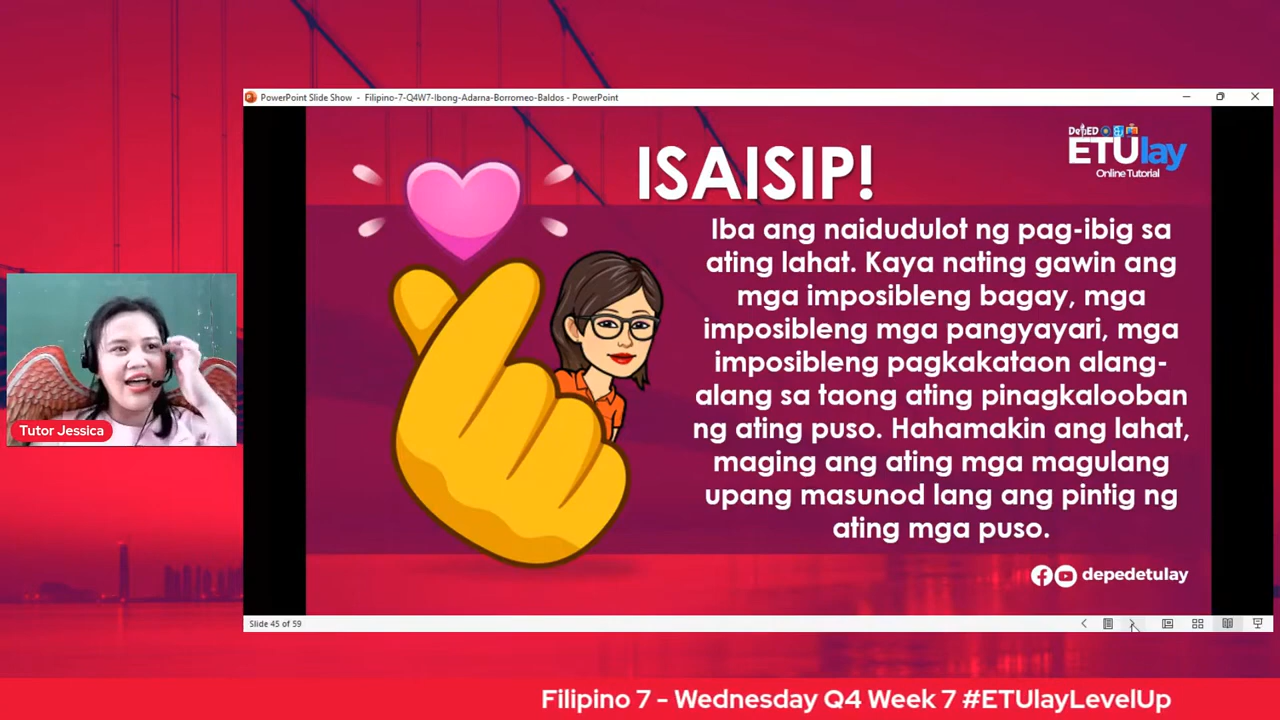 PowerPoint Slide Show - Filipino-7-Q4W7-Ibong-Adarna-Borromeo-Baldos - PowerPoint
ISAISIP!
DepED
ETUlay
Online Tutorial
Iba ang naidudulot ng pag-ibig sa
ating lahat. Kaya nating gawin ang
mga imposibleng bagay, mga
imposibleng mga pangyayari, mga
imposibleng pagkakataon alang-
alang sa taong ating pinagkalooban
ng ating puso. Hahamakin ang lahat,
maging ang ating mga magulang
upang masunod lang ang pintig ng
ating mga puso.
depedetulay
Tutor Jessica
Slide 45 of 59
Filipino 7 - Wednesday Q4 Week 7 #ETUlayLevelUp